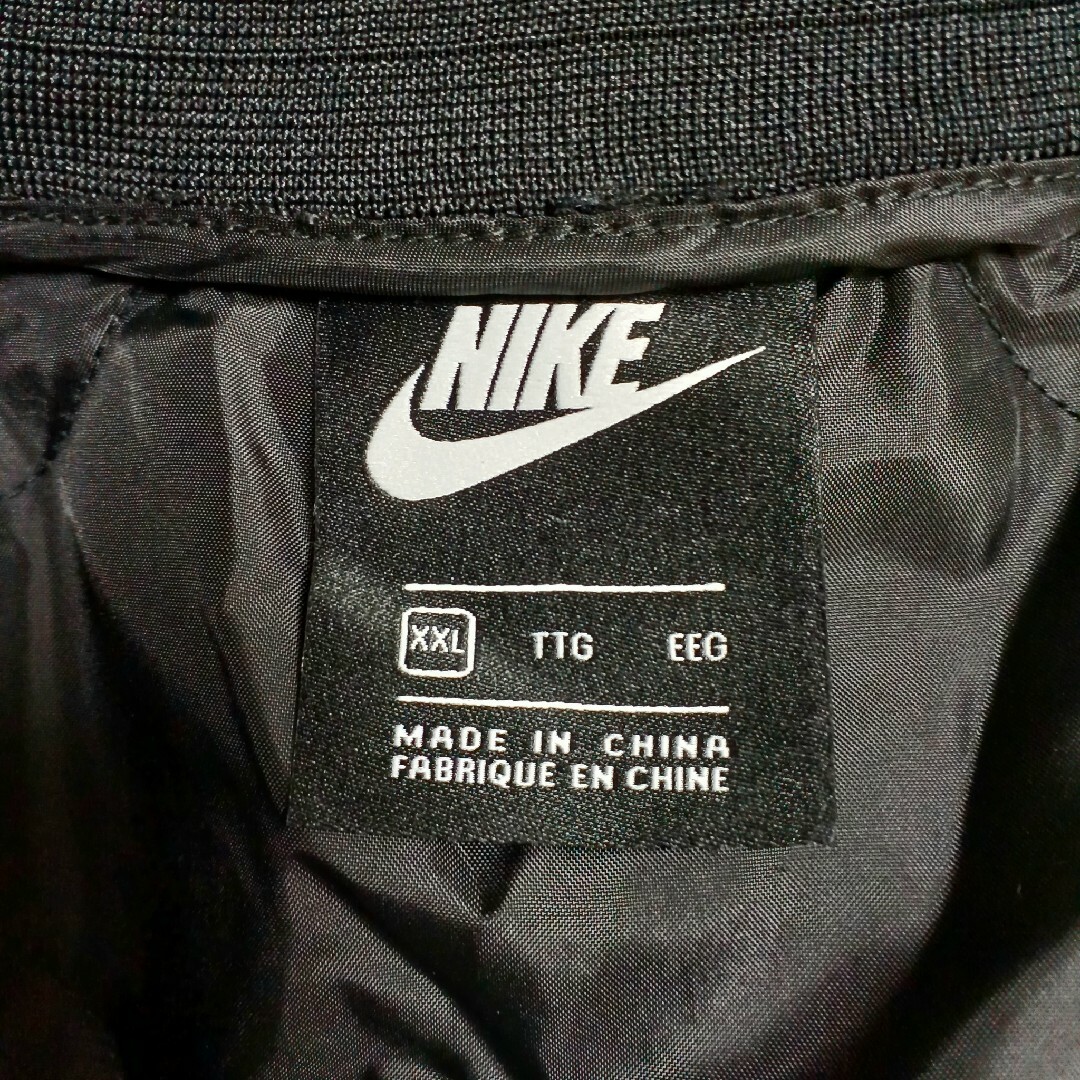 NIKE
XXL TTG EEG
MADE IN CHINA
FABRIQUE EN CHINE